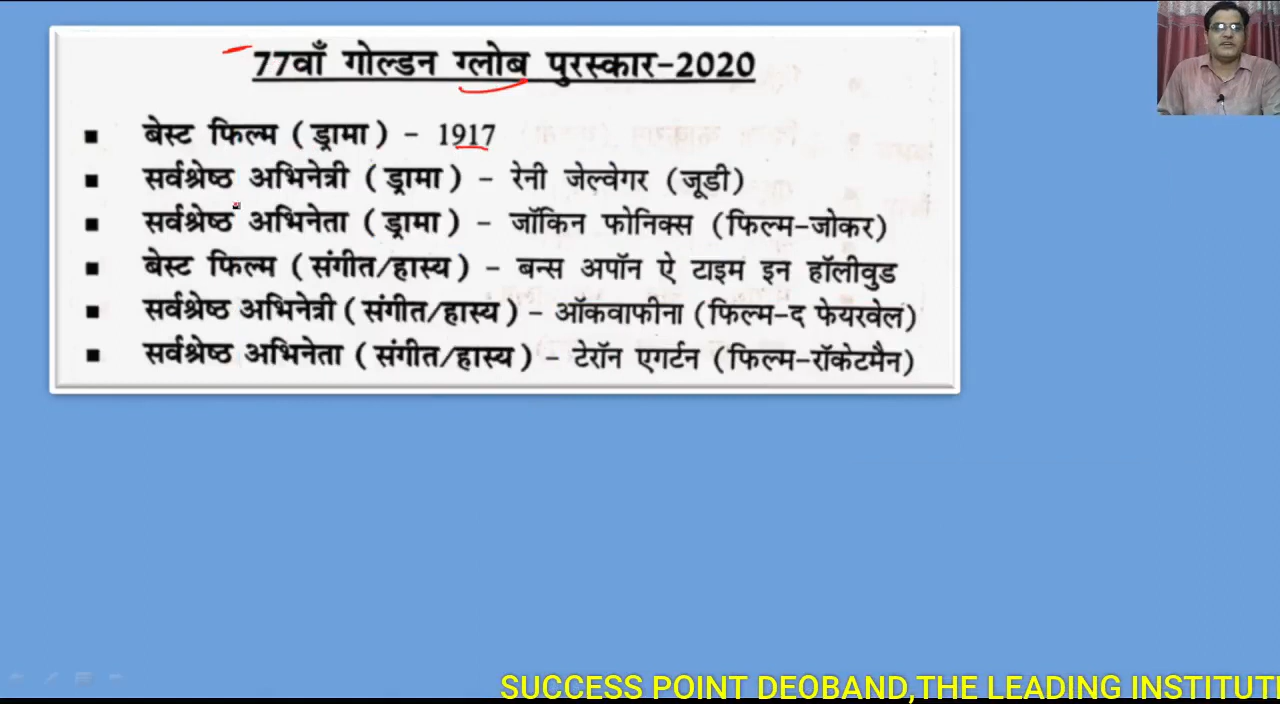 77वाँ गोल्डन ग्लोब पुरस्कार-2020
▪ बेस्ट फिल्म (ड्रामा) - 1917
▪ सर्वश्रेष्ठ अभिनेत्री (ड्रामा) - रेनी जेल्वेगर (जूडी)
▪ सर्वश्रेष्ठ अभिनेता (ड्रामा) - जॉकिन फोनिक्स (फिल्म-जोकर)
▪ बेस्ट फिल्म (संगीत/हास्य) - बन्स अपॉन ऐ टाइम इन हॉलीवुड
▪ सर्वश्रेष्ठ अभिनेत्री (संगीत/हास्य) - ऑकवाफीना (फिल्म-द फेयरवेल)
▪ सर्वश्रेष्ठ अभिनेता (संगीत/हास्य) - टेरॉन एगर्टन (फिल्म-रॉकेटमैन)
SUCCESS POINT DEOBAND,THE LEADING INSTITUTI